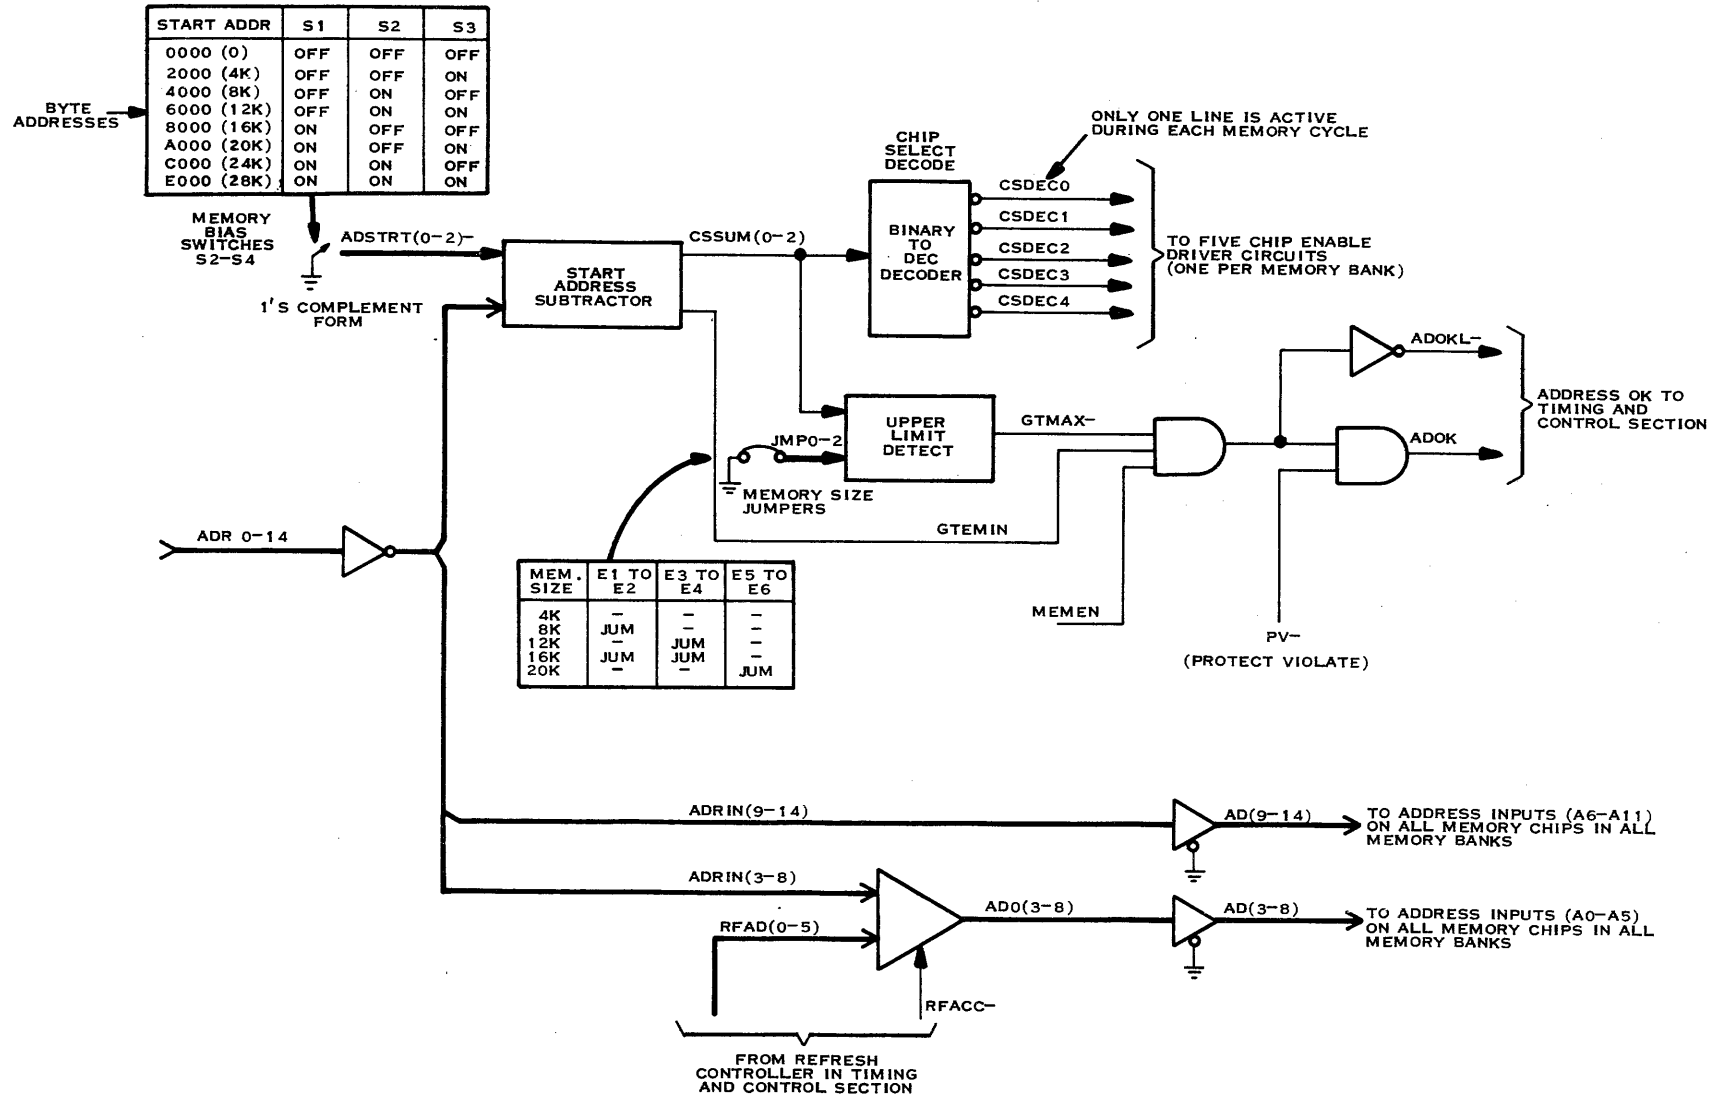 START ADDR S1 S2 S3
0000 (0) OFF OFF OFF
2000 (4K) OFF OFF ON
4000 (8K) OFF ON OFF
6000 (12K) OFF ON ON
8000 (16K) ON OFF OFF
A000 (20K) ON OFF ON
C000 (24K) ON ON OFF
E000 (28K) ON ON ON
BYTE
ADDRESSES
MEMORY
BIAS
SWITCHES
S2-S4
ADSTRT(0-2)-
1'S COMPLEMENT
FORM
START
ADDRESS
SUBTRACTOR
CSSUM(0-2)
CHIP
SELECT
DECODE
BINARY
TO
DEC
DECODER
ONLY ONE LINE IS ACTIVE
DURING EACH MEMORY CYCLE
CSDEC0
CSDEC1
CSDEC2
CSDEC3
CSDEC4
TO FIVE CHIP ENABLE
DRIVER CIRCUITS
(ONE PER MEMORY BANK)
UPPER
LIMIT
DETECT
JMP0-2
MEMORY SIZE
JUMPERS
GTMAX-
GTEMIN
MEMEN
ADOKL-
ADOK
ADDRESS OK TO
TIMING AND
CONTROL SECTION
PV-
(PROTECT VIOLATE)
ADR 0-14
MEM. E1 TO E3 TO E5 TO
SIZE E2 E4 E6
4K - - -
8K JUM - -
12K - JUM -
16K JUM JUM -
20K - - JUM
ADRIN(9-14)
AD(9-14)
TO ADDRESS INPUTS (A6-A11)
ON ALL MEMORY CHIPS IN ALL
MEMORY BANKS
ADRIN(3-8)
RFAD(0-5)
AD0(3-8)
AD(3-8)
TO ADDRESS INPUTS (A0-A5)
ON ALL MEMORY CHIPS IN ALL
MEMORY BANKS
RFACC-
FROM REFRESH
CONTROLLER IN TIMING
AND CONTROL SECTION